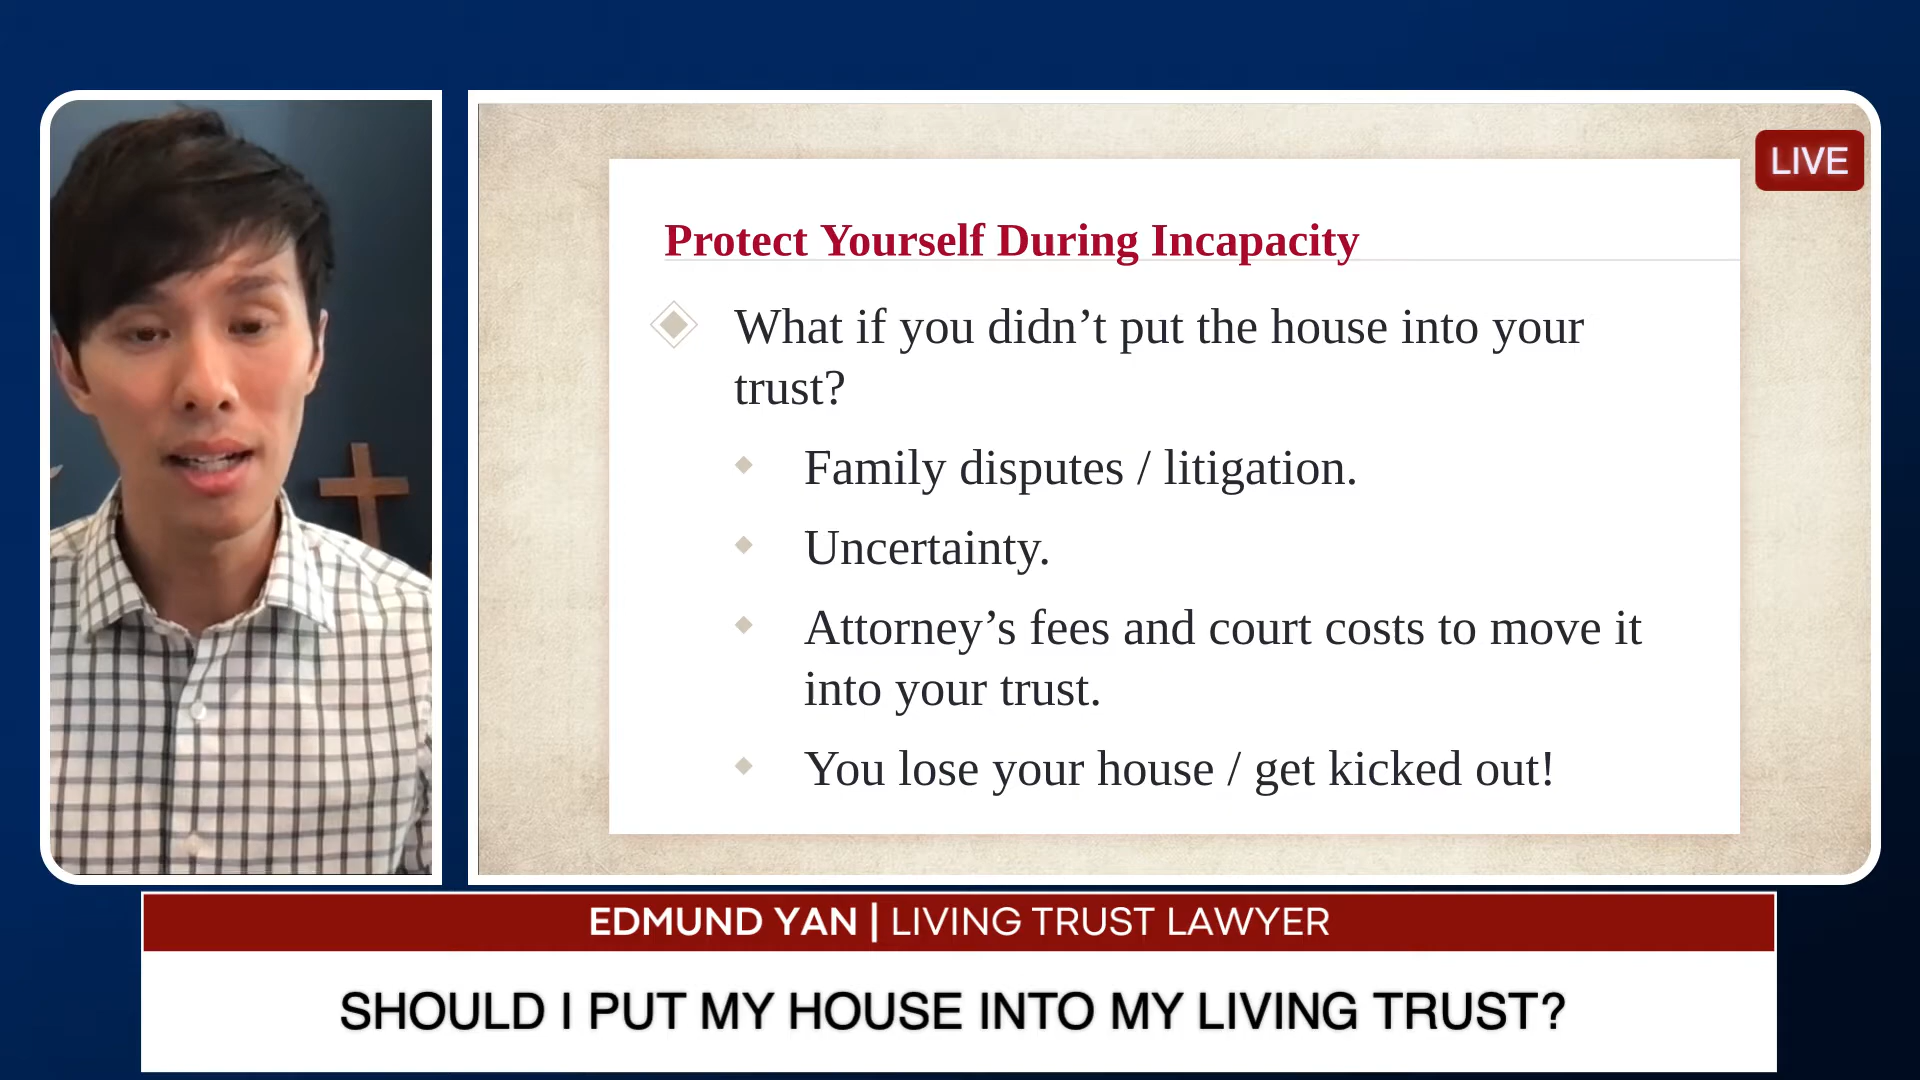 LIVE
Protect Yourself During Incapacity
What if you didn’t put the house into your
trust?
Family disputes / litigation.
Uncertainty.
Attorney’s fees and court costs to move it
into your trust.
You lose your house / get kicked out!
EDMUND YAN | LIVING TRUST LAWYER
SHOULD I PUT MY HOUSE INTO MY LIVING TRUST?